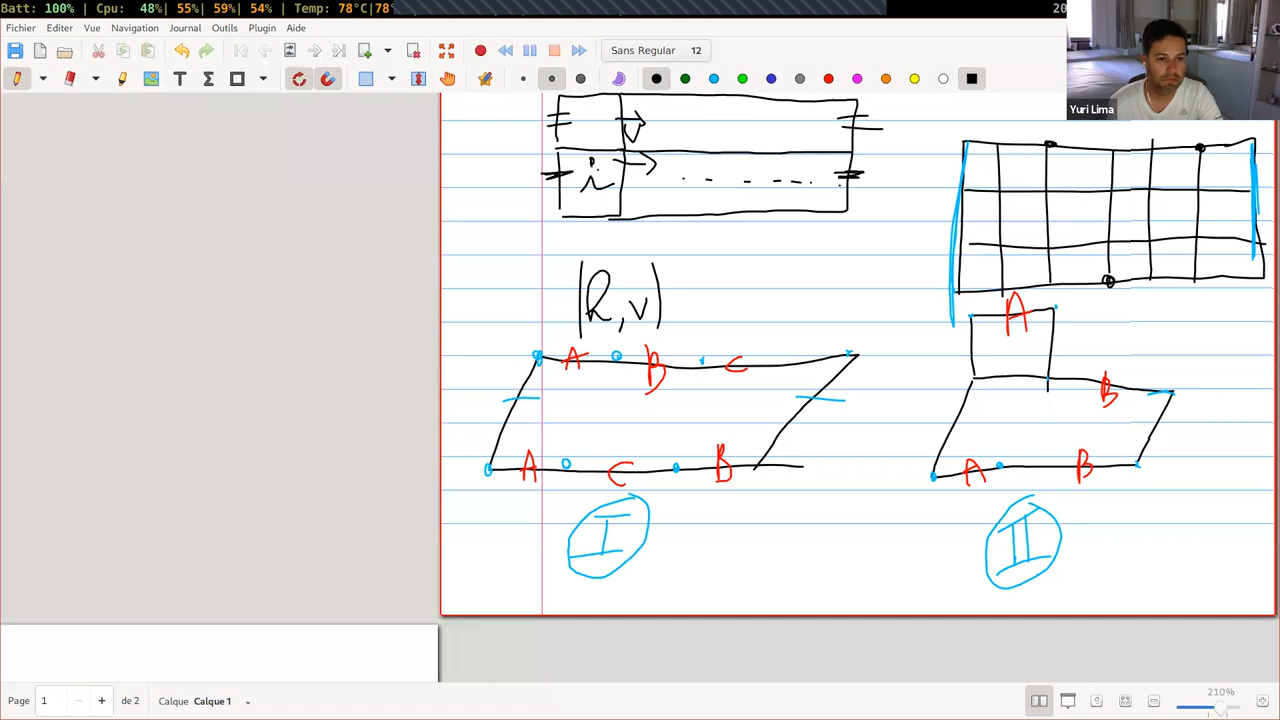 Batt: 100% | Cpu: 48%| 55%| 59%| 54% | Temp: 78°C|78°
20
Fichier Editer Vue Navigation Journal Outils Plugin Aide
Sans Regular 12
Yuri Lima
V
i
(R, v)
A B C
A C B
I
A
B
A B
II
Page 1 de 2 Calque Calque 1
210%